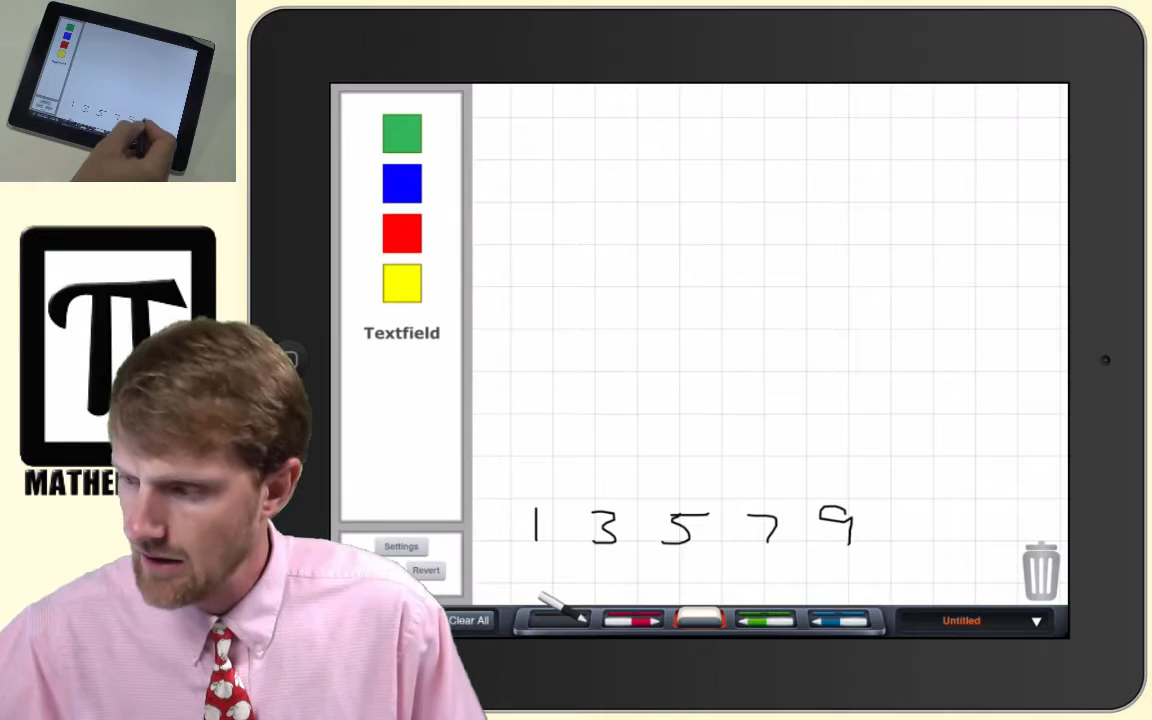 Textfield
1 3 5 7 9
Settings
Revert
Clear All
Untitled
MATHE